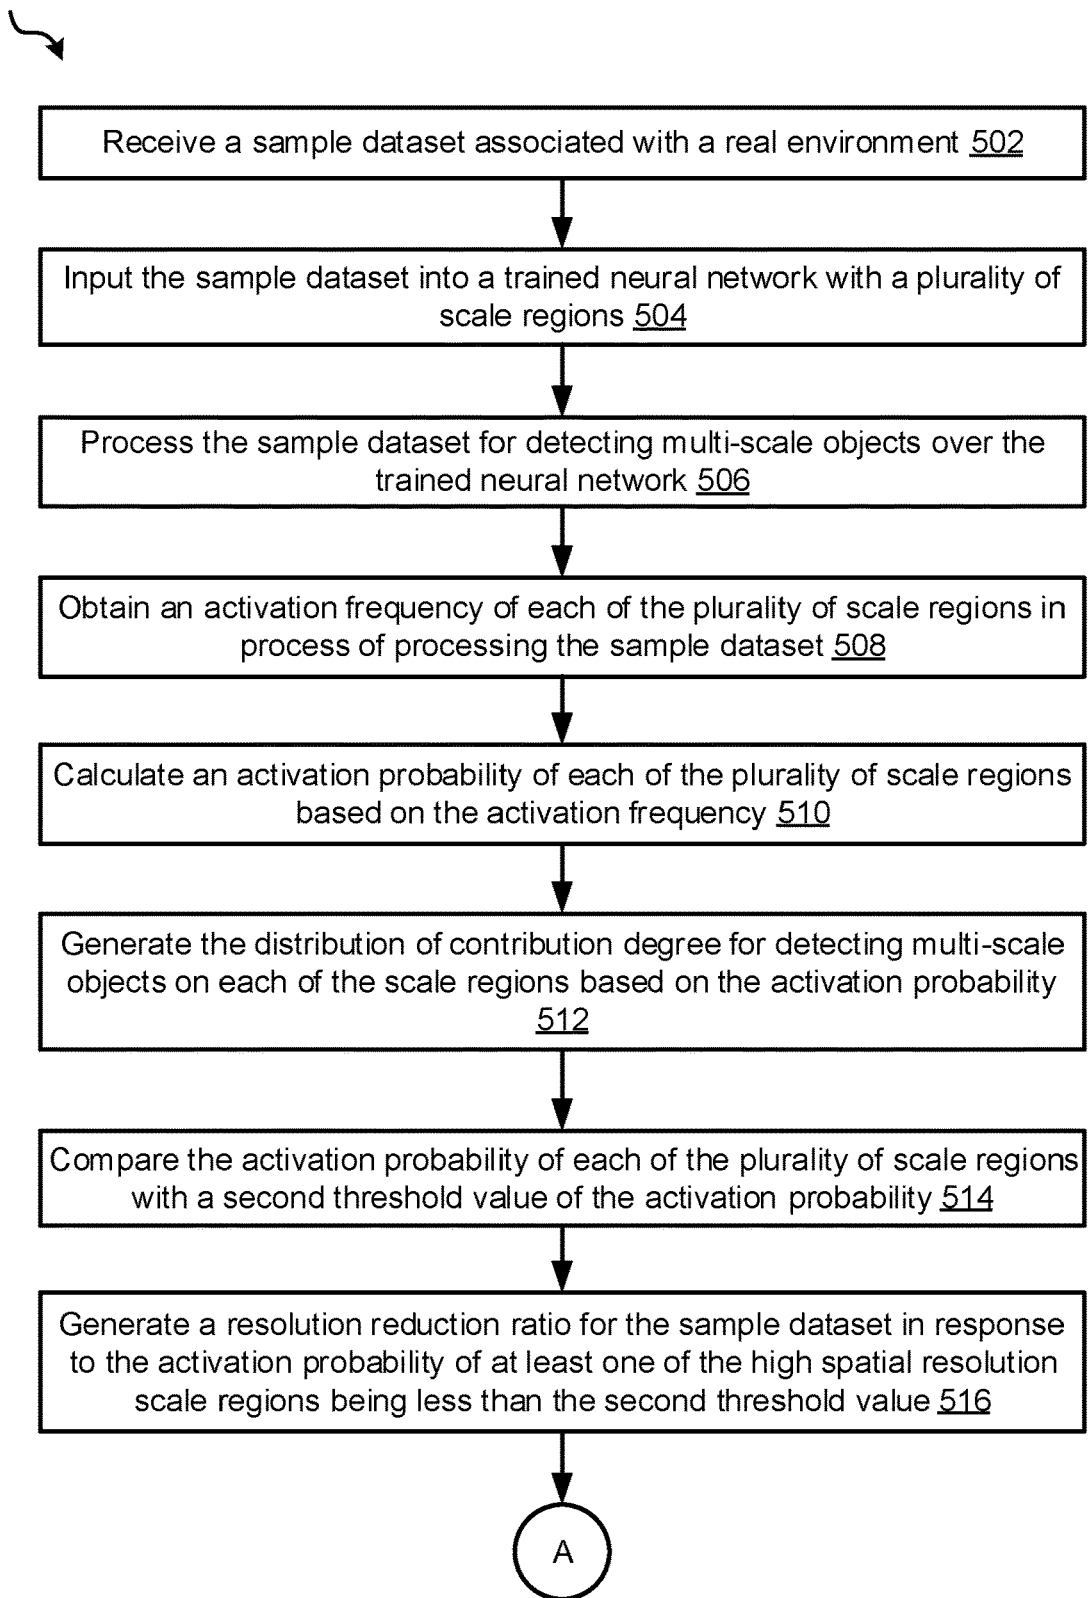 Receive a sample dataset associated with a real environment 502
Input the sample dataset into a trained neural network with a plurality of
scale regions 504
Process the sample dataset for detecting multi-scale objects over the
trained neural network 506
Obtain an activation frequency of each of the plurality of scale regions in
process of processing the sample dataset 508
Calculate an activation probability of each of the plurality of scale regions
based on the activation frequency 510
Generate the distribution of contribution degree for detecting multi-scale
objects on each of the scale regions based on the activation probability
512
Compare the activation probability of each of the plurality of scale regions
with a second threshold value of the activation probability 514
Generate a resolution reduction ratio for the sample dataset in response
to the activation probability of at least one of the high spatial resolution
scale regions being less than the second threshold value 516
A